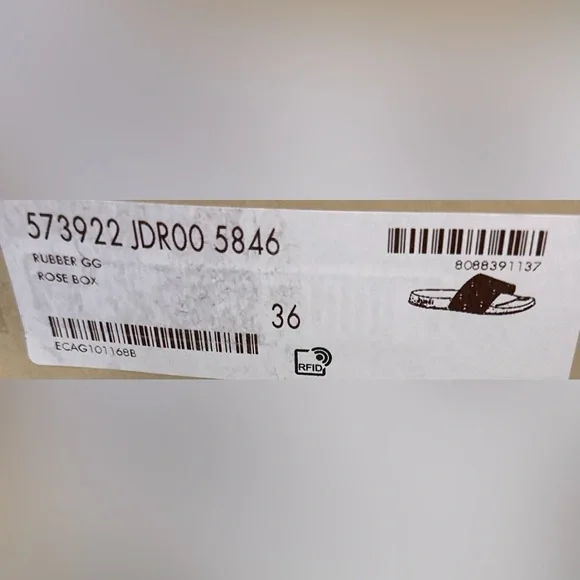 573922 JDR00 5846
RUBBER GG
ROSE BOX
8088391137
36
ECAG101168B
RFID